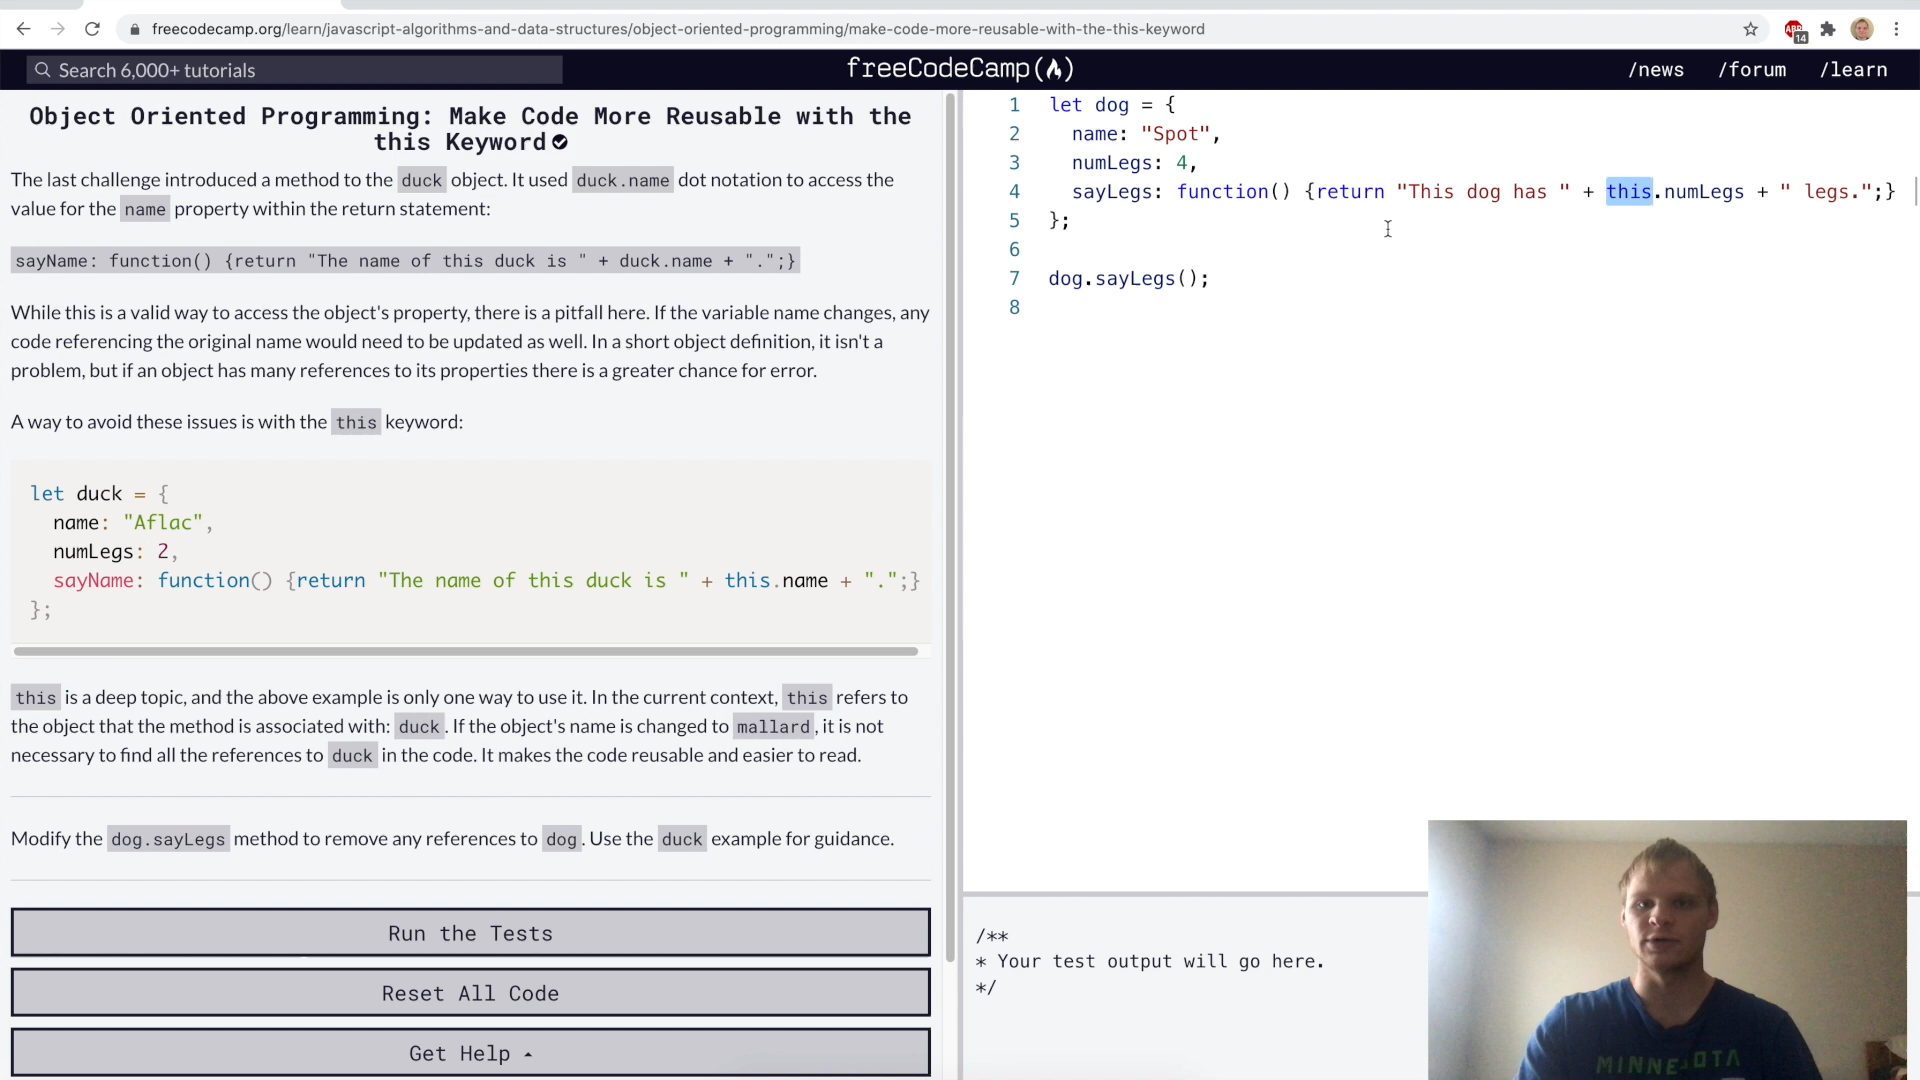 freecodecamp.org/learn/javascript-algorithms-and-data-structures/object-oriented-programming/make-code-more-reusable-with-the-this-keyword
ABP
14
Search 6,000+ tutorials
freeCodeCamp
/news
/forum
/learn
Object Oriented Programming: Make Code More Reusable with the
this Keyword
The last challenge introduced a method to the duck object. It used duck.name dot notation to access the
value for the name property within the return statement:
sayName: function() {return "The name of this duck is " + duck.name + ".";}
While this is a valid way to access the object's property, there is a pitfall here. If the variable name changes, any
code referencing the original name would need to be updated as well. In a short object definition, it isn't a
problem, but if an object has many references to its properties there is a greater chance for error.
A way to avoid these issues is with the this keyword:
let duck = {
name: "Aflac",
numLegs: 2,
sayName: function() {return "The name of this duck is " + this.name + ".";}
};
this is a deep topic, and the above example is only one way to use it. In the current context, this refers to
the object that the method is associated with: duck. If the object's name is changed to mallard, it is not
necessary to find all the references to duck in the code. It makes the code reusable and easier to read.
Modify the dog.sayLegs method to remove any references to dog. Use the duck example for guidance.
Run the Tests
Reset All Code
Get Help
1 let dog = {
2 name: "Spot",
3 numLegs: 4,
4 sayLegs: function() {return "This dog has " + this.numLegs + " legs.";}
5 };
6
7 dog.sayLegs();
8
/**
* Your test output will go here.
*/
MINNESOTA